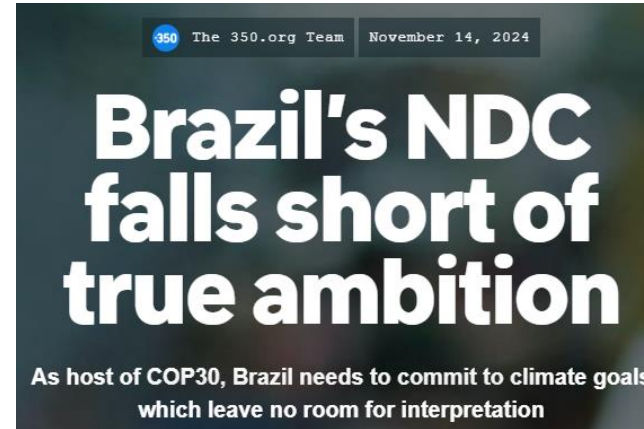 350 The 350.org Team November 14, 2024
Brazil's NDC
falls short of
true ambition
As host of COP30, Brazil needs to commit to climate goals
which leave no room for interpretation